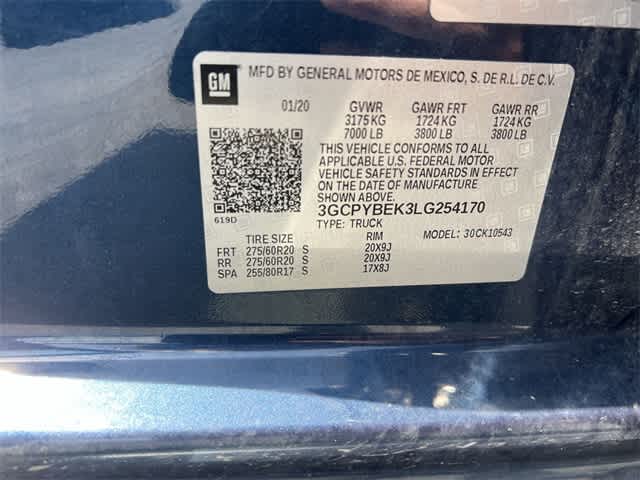 GM MFD BY GENERAL MOTORS DE MEXICO, S. DE R.L. DE C.V.
01/20 GVWR GAWR FRT GAWR RR
3175 KG 1724 KG 1724 KG
7000 LB 3800 LB 3800 LB
THIS VEHICLE CONFORMS TO ALL
APPLICABLE U.S. FEDERAL MOTOR
VEHICLE SAFETY STANDARDS IN EFFECT
ON THE DATE OF MANUFACTURE
SHOWN ABOVE.
3GCPYBEK3LG254170
619D TYPE: TRUCK MODEL: 30CK10543
TIRE SIZE RIM
FRT 275/60R20 S 20X9J
RR 275/60R20 S 20X9J
SPA 255/80R17 S 17X8J